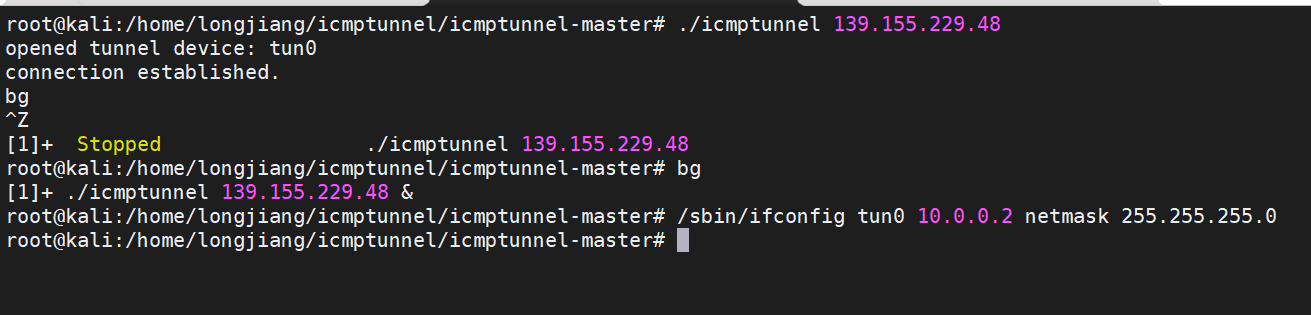 root@kali:/home/longjiang/icmptunnel/icmptunnel-master# ./icmptunnel 139.155.229.48
opened tunnel device: tun0
connection established.
bg
^Z
[1]+  Stopped                 ./icmptunnel 139.155.229.48
root@kali:/home/longjiang/icmptunnel/icmptunnel-master# bg
[1]+ ./icmptunnel 139.155.229.48 &
root@kali:/home/longjiang/icmptunnel/icmptunnel-master# /sbin/ifconfig tun0 10.0.0.2 netmask 255.255.255.0
root@kali:/home/longjiang/icmptunnel/icmptunnel-master#